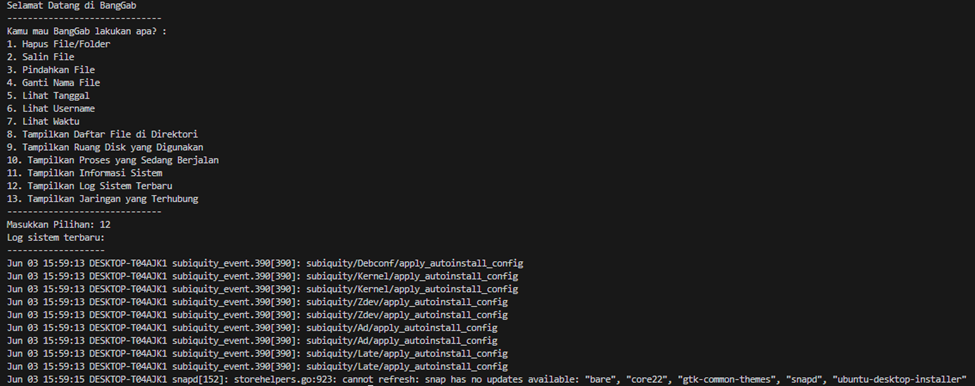 Selamat Datang di BangGab
------------------------------
Kamu mau BangGab lakukan apa? :
1. Hapus File/Folder
2. Salin File
3. Pindahkan File
4. Ganti Nama File
5. Lihat Tanggal
6. Lihat Username
7. Lihat Waktu
8. Tampilkan Daftar File di Direktori
9. Tampilkan Ruang Disk yang Digunakan
10. Tampilkan Proses yang Sedang Berjalan
11. Tampilkan Informasi Sistem
12. Tampilkan Log Sistem Terbaru
13. Tampilkan Jaringan yang Terhubung
------------------------------
Masukkan Pilihan: 12
Log sistem terbaru:
-------------------
Jun 03 15:59:13 DESKTOP-T04AJK1 subiquity_event.390[390]: subiquity/Debconf/apply_autoinstall_config
Jun 03 15:59:13 DESKTOP-T04AJK1 subiquity_event.390[390]: subiquity/Kernel/apply_autoinstall_config
Jun 03 15:59:13 DESKTOP-T04AJK1 subiquity_event.390[390]: subiquity/Kernel/apply_autoinstall_config
Jun 03 15:59:13 DESKTOP-T04AJK1 subiquity_event.390[390]: subiquity/Zdev/apply_autoinstall_config
Jun 03 15:59:13 DESKTOP-T04AJK1 subiquity_event.390[390]: subiquity/Zdev/apply_autoinstall_config
Jun 03 15:59:13 DESKTOP-T04AJK1 subiquity_event.390[390]: subiquity/Ad/apply_autoinstall_config
Jun 03 15:59:13 DESKTOP-T04AJK1 subiquity_event.390[390]: subiquity/Ad/apply_autoinstall_config
Jun 03 15:59:13 DESKTOP-T04AJK1 subiquity_event.390[390]: subiquity/Late/apply_autoinstall_config
Jun 03 15:59:13 DESKTOP-T04AJK1 subiquity_event.390[390]: subiquity/Late/apply_autoinstall_config
Jun 03 15:59:15 DESKTOP-T04AJK1 snapd[152]: storehelpers.go:923: cannot refresh: snap has no updates available: "bare", "core22", "gtk-common-themes", "snapd", "ubuntu-desktop-installer"